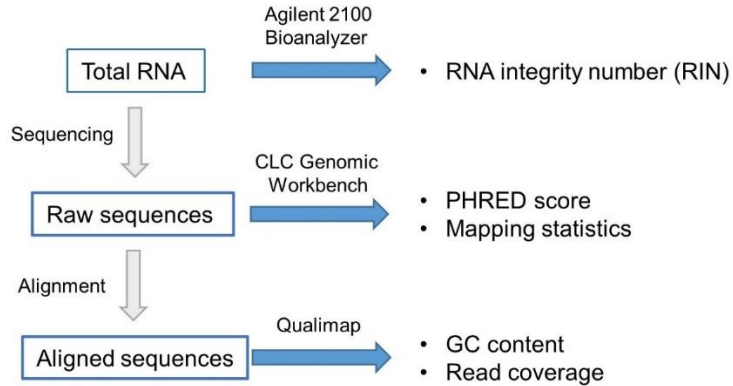 Agilent 2100
Bioanalyzer
Total RNA
• RNA integrity number (RIN)
Sequencing
CLC Genomic
Workbench
Raw sequences
• PHRED score
• Mapping statistics
Alignment
Qualimap
Aligned sequences
• GC content
• Read coverage